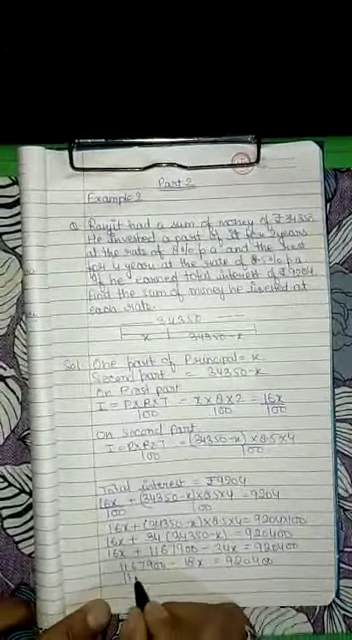 Part 2
Example 2
Q. Ranjit had a sum of money of ₹ 34350.
He invested a part of it for 2 years
at the rate of 8% p.a and the rest
for 4 years at the rate of 8.5% p.a
If he earned total interest of ₹ 9204
find the sum of money he invested at
each rate.
34350
x 34350-x
Sol. One part of Principal = x
Second part = 34350-x
On First part
I = P×R×T/100 = x×8×2/100 = 16x/100
On second part
I = P×R×T/100 = (34350-x)×8.5×4/100
Total interest = ₹9204
16x/100 + (34350-x)×8.5×4/100 = 9204
16x + (34350-x)×8.5×4 = 9204×100
16x + 34 (34350-x) = 920400
16x + 1167900 - 34x = 920400
1167900 - 18x = 920400